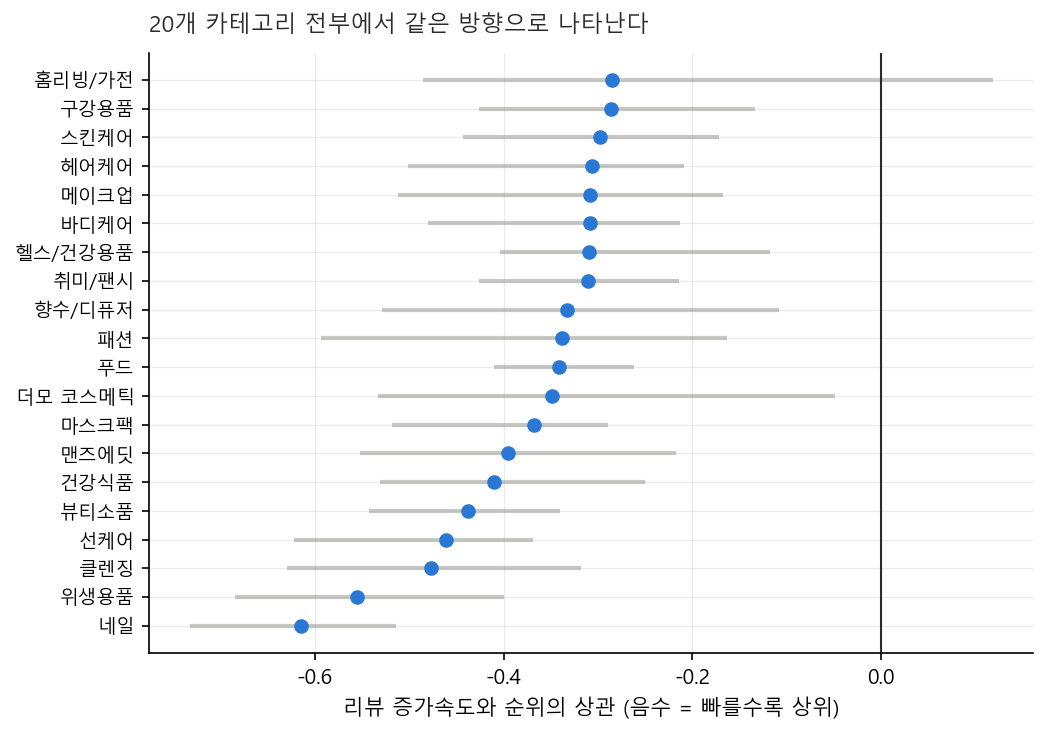 20개 카테고리 전부에서 같은 방향으로 나타난다
홈리빙/가전
구강용품
스킨케어
헤어케어
메이크업
바디케어
헬스/건강용품
취미/팬시
향수/디퓨저
패션
푸드
더모 코스메틱
마스크팩
맨즈에딧
건강식품
뷰티소품
선케어
클렌징
위생용품
네일
-0.6 -0.4 -0.2 0.0
리뷰 증가속도와 순위의 상관 (음수 = 빠를수록 상위)